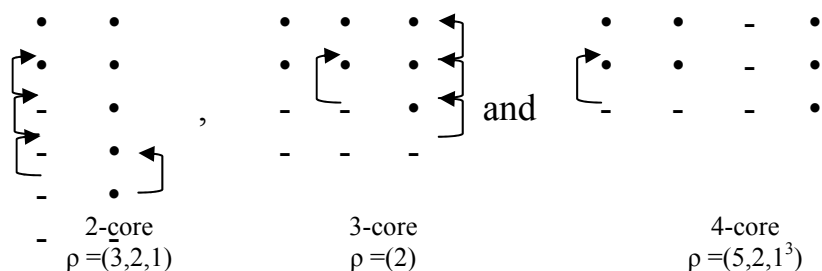 , and
2-core 3-core 4-core
ρ =(3,2,1) ρ =(2) ρ =(5,2,1³)